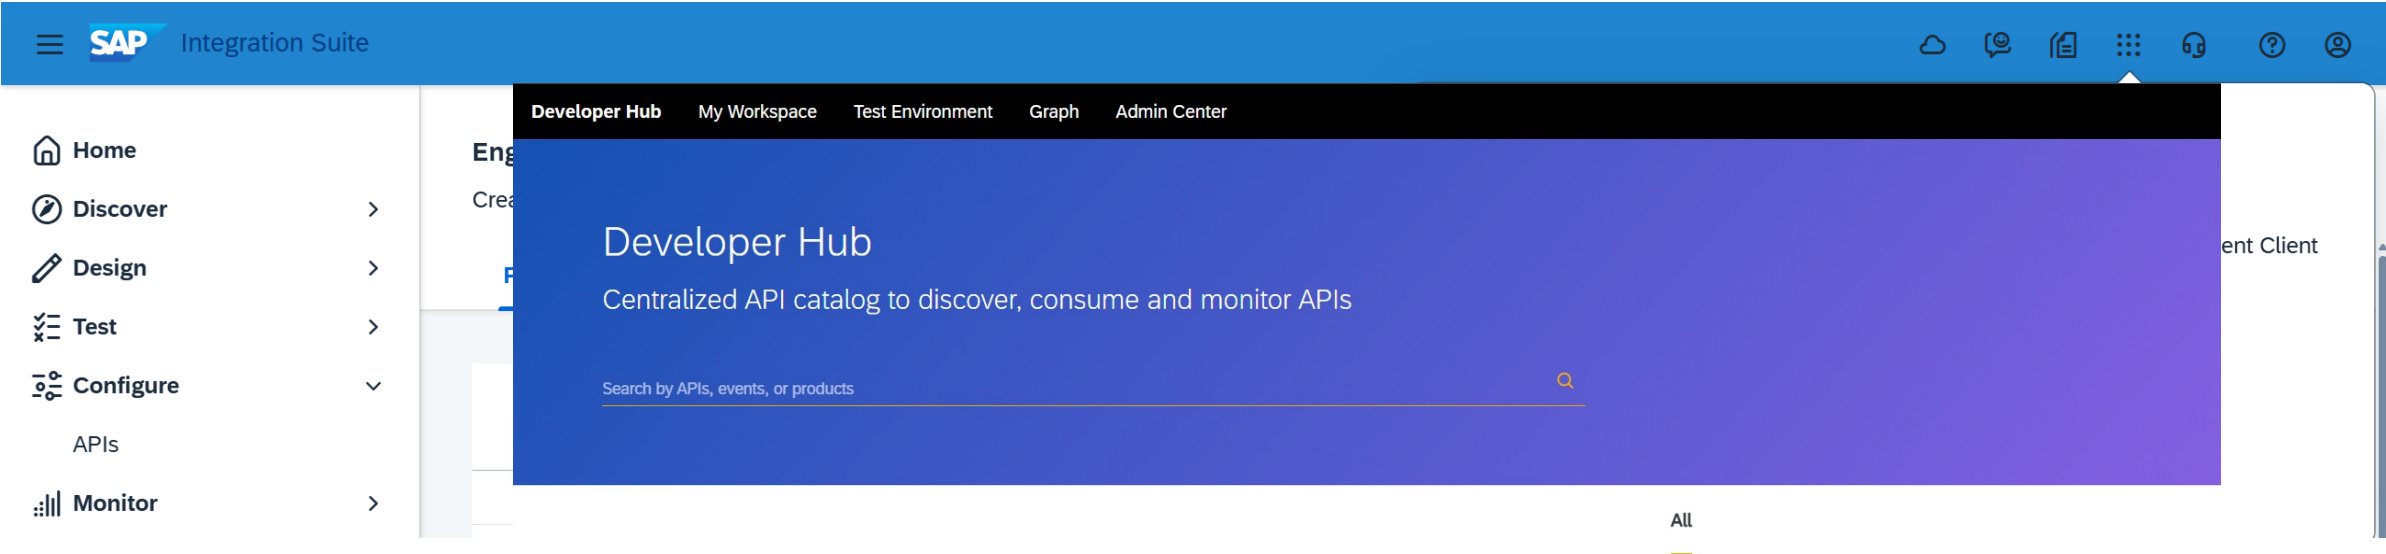 SAP Integration Suite
Developer Hub My Workspace Test Environment Graph Admin Center
Home
Eng
Discover
Crea
Design
Test
Configure
APIs
Monitor
Developer Hub
Centralized API catalog to discover, consume and monitor APIs
Search by APIs, events, or products
ent Client
All